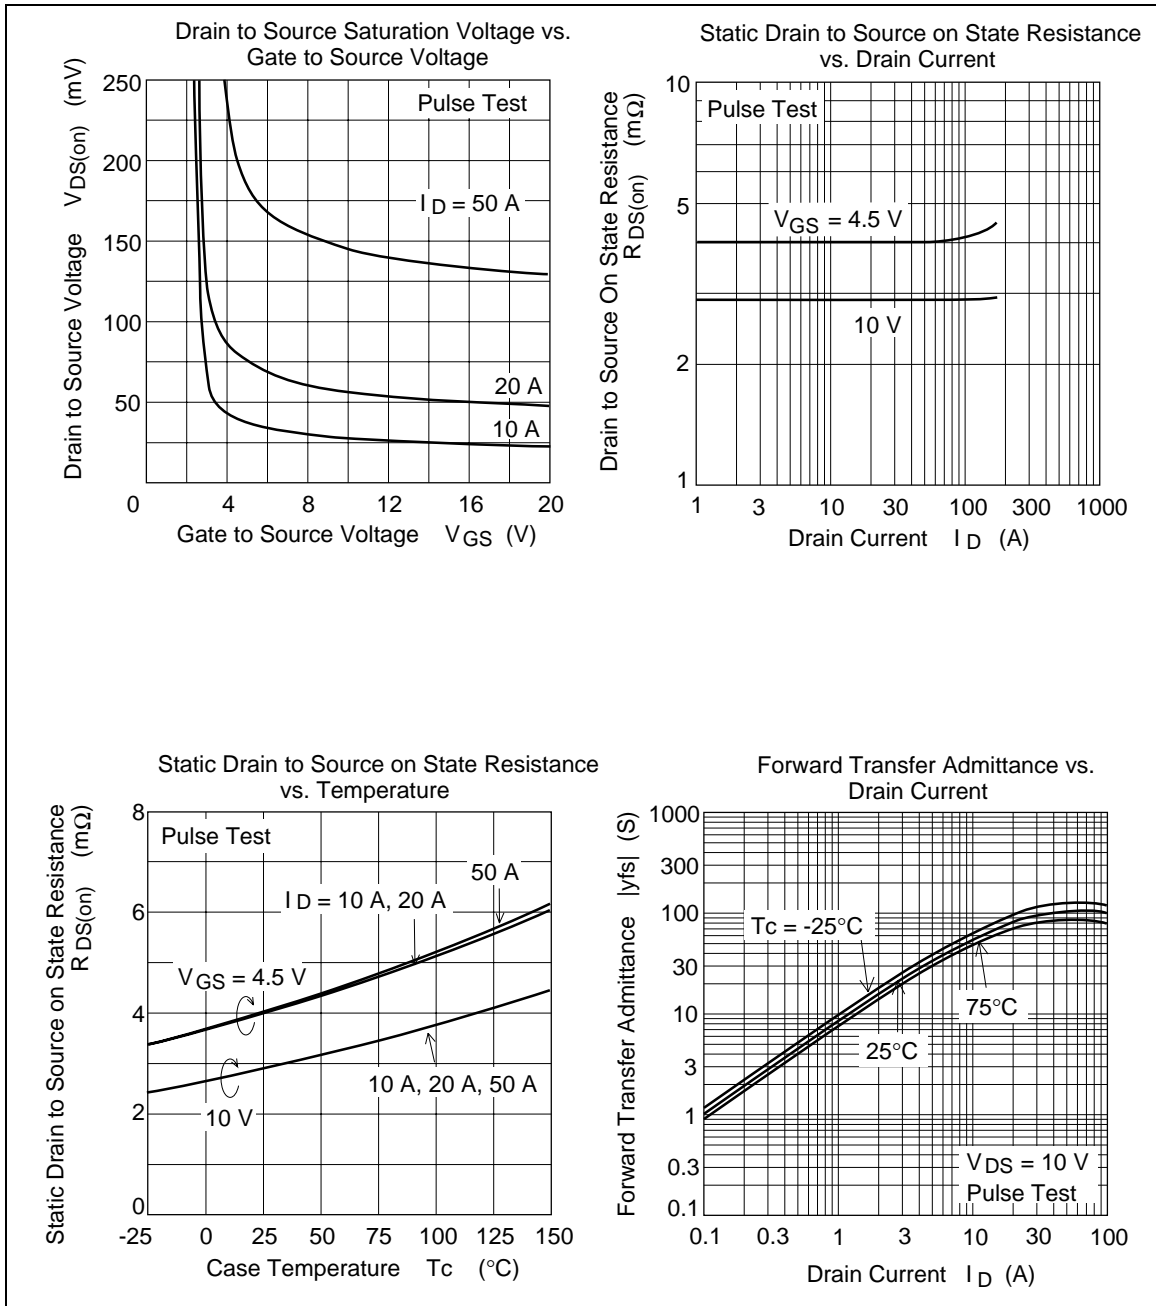 Drain to Source Saturation Voltage vs.
Gate to Source Voltage
Drain to Source Voltage V DS(on) (mV)
250
200
150
100
50
0
Pulse Test
I D = 50 A
20 A
10 A
4 8 12 16 20
Gate to Source Voltage V GS (V)
Static Drain to Source on State Resistance
vs. Drain Current
Drain to Source On State Resistance
R DS(on) (mΩ)
10
5
2
1
Pulse Test
V GS = 4.5 V
10 V
1 3 10 30 100 300 1000
Drain Current I D (A)
Static Drain to Source on State Resistance
vs. Temperature
Static Drain to Source on State Resistance
R DS(on) (mΩ)
8
6
4
2
0
Pulse Test
50 A
I D = 10 A, 20 A
V GS = 4.5 V
10 A, 20 A, 50 A
10 V
-25 0 25 50 75 100 125 150
Case Temperature Tc (°C)
Forward Transfer Admittance vs.
Drain Current
Forward Transfer Admittance |yfs| (S)
1000
300
100
30
10
3
1
0.3
0.1
Tc = -25°C
75°C
25°C
V DS = 10 V
Pulse Test
0.1 0.3 1 3 10 30 100
Drain Current I D (A)